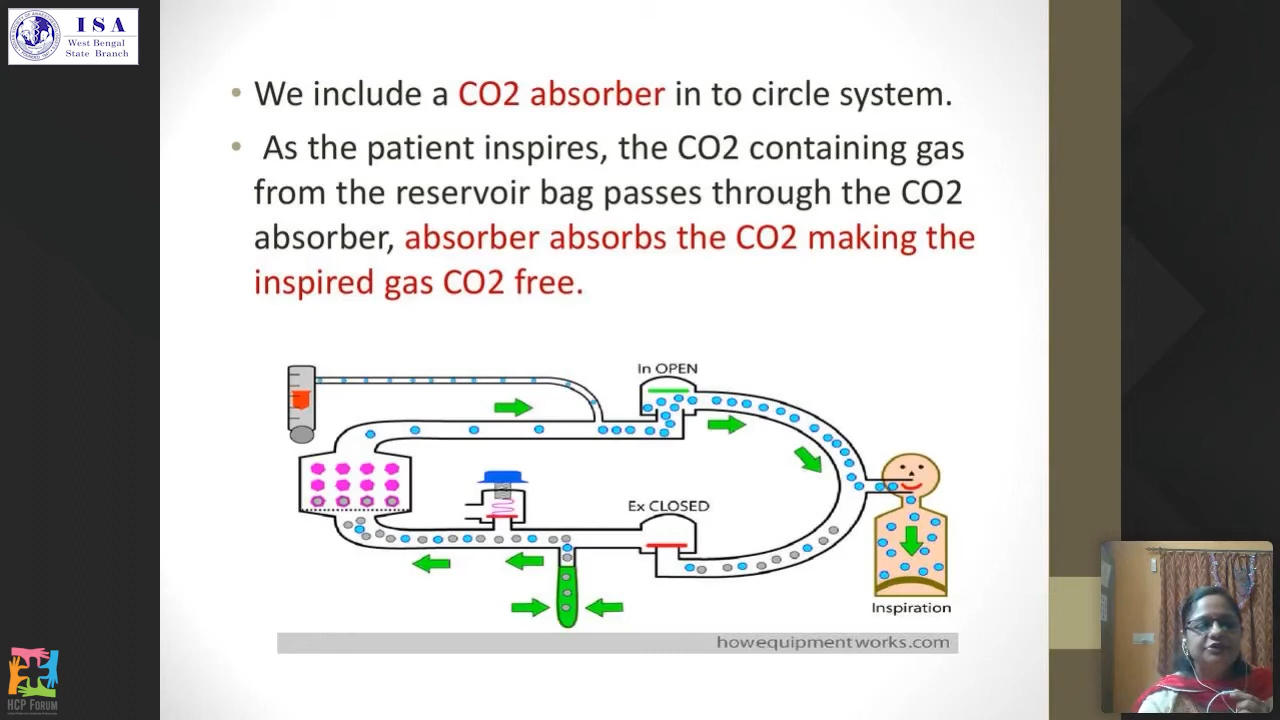 ISA
West Bengal
State Branch
• We include a CO2 absorber in to circle system.
• As the patient inspires, the CO2 containing gas
from the reservoir bag passes through the CO2
absorber, absorber absorbs the CO2 making the
inspired gas CO2 free.
In OPEN
Ex CLOSED
Inspiration
howequipmentworks.com
HCP FORUM